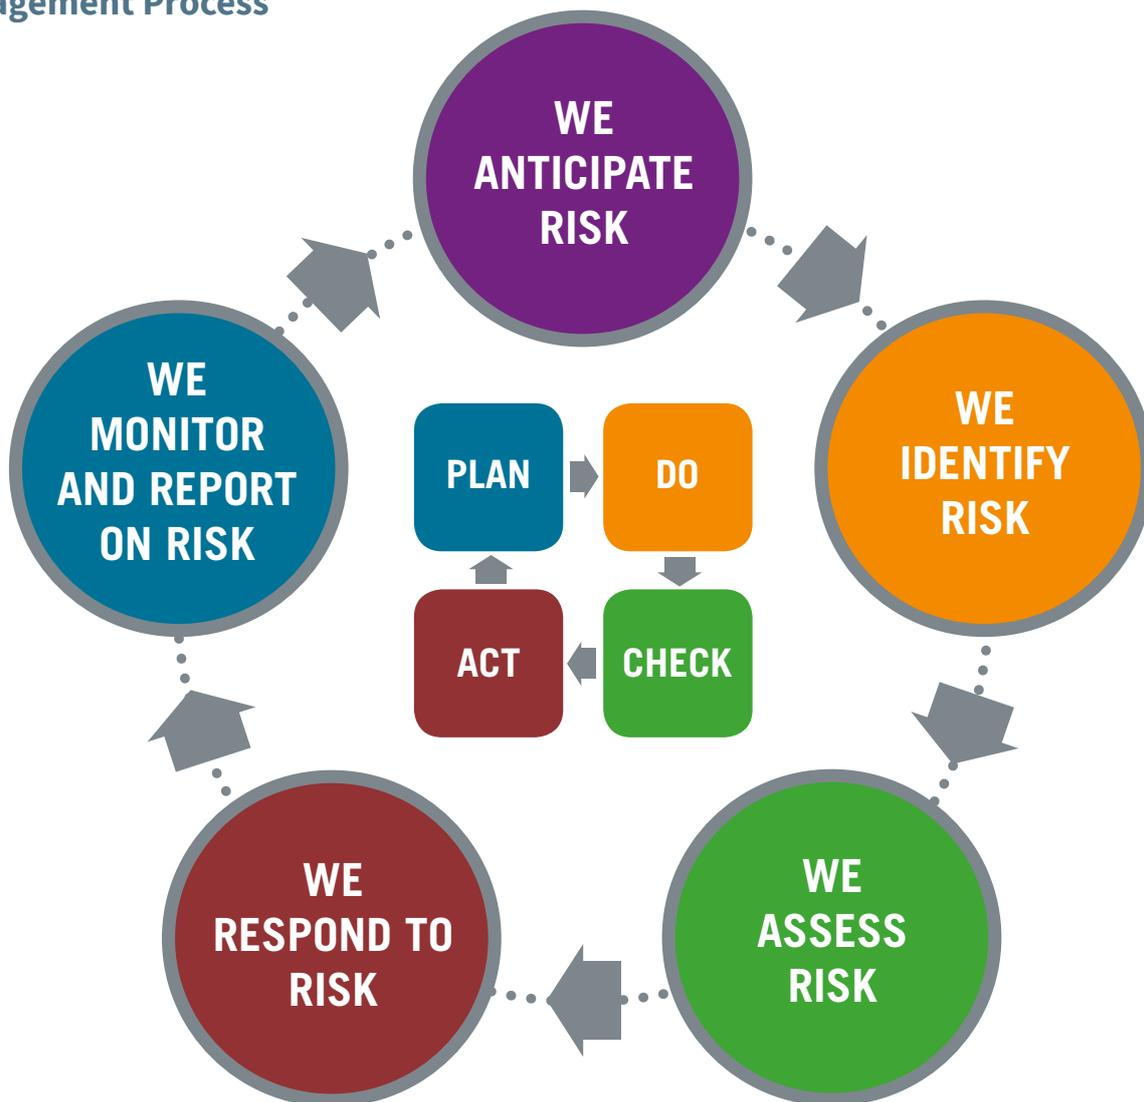 agement Process
WE
ANTICIPATE
RISK
WE
MONITOR
AND REPORT
ON RISK
WE
IDENTIFY
RISK
PLAN
DO
ACT
CHECK
WE
RESPOND TO
RISK
WE
ASSESS
RISK